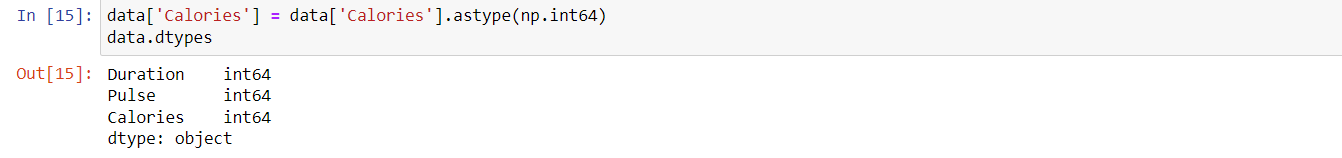 In [15]: data['Calories'] = data['Calories'].astype(np.int64)
data.dtypes
Out[15]: Duration    int64
Pulse       int64
Calories    int64
dtype: object